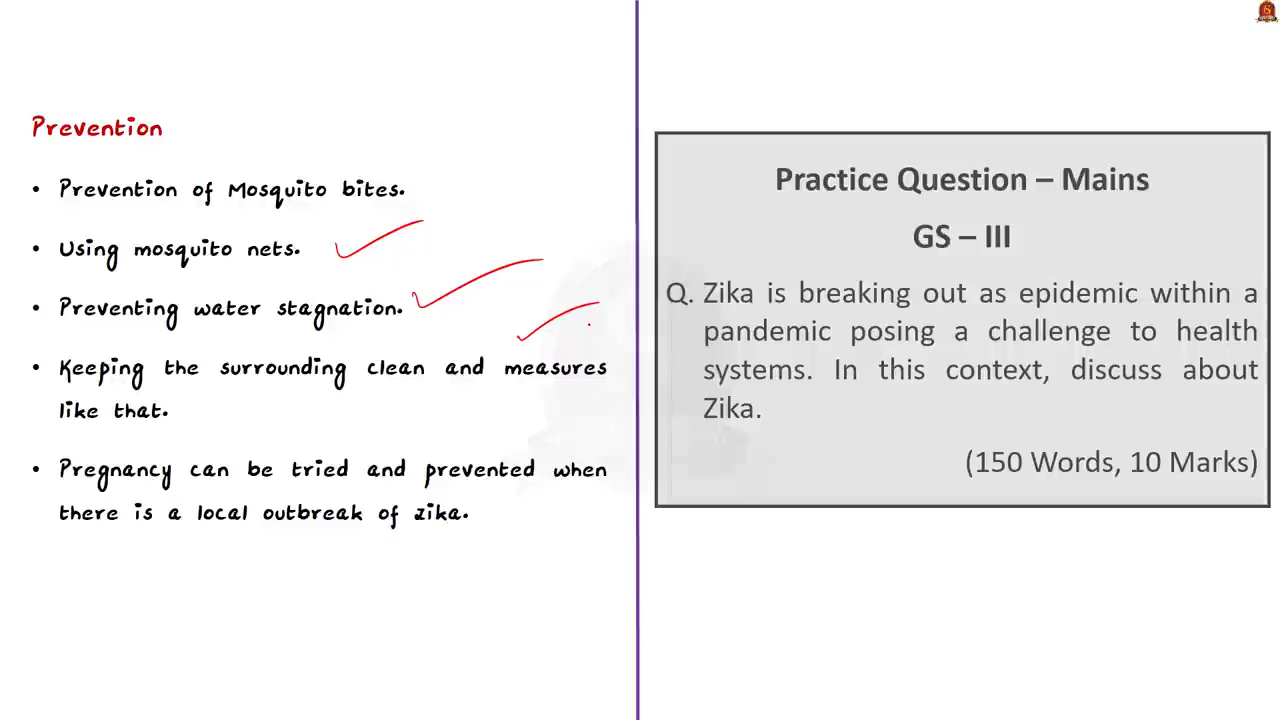 Prevention
• Prevention of Mosquito bites.
• Using mosquito nets.
• Preventing water stagnation.
• Keeping the surrounding clean and measures
like that.
• Pregnancy can be tried and prevented when
there is a local outbreak of zika.
Practice Question – Mains
GS – III
Q. Zika is breaking out as epidemic within a
pandemic posing a challenge to health
systems. In this context, discuss about
Zika.
(150 Words, 10 Marks)